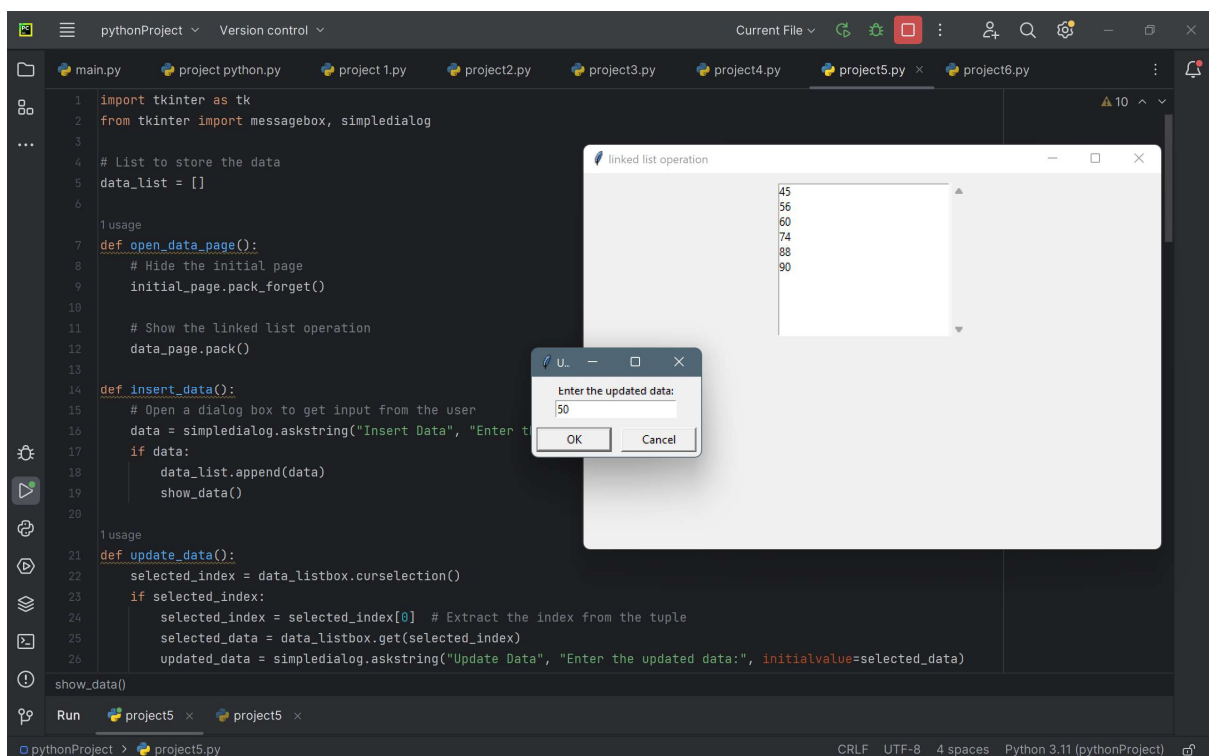 PC pythonProject Version control Current File
main.py project python.py project 1.py project2.py project3.py project4.py project5.py × project6.py
1 import tkinter as tk
10
2 from tkinter import messagebox, simpledialog
3
4 # List to store the data
5 data_list = []
6
1 usage
7 def open_data_page():
8 # Hide the initial page
9 initial_page.pack_forget()
10
11 # Show the linked list operation
12 data_page.pack()
13
14 def insert_data():
15 # Open a dialog box to get input from the user
16 data = simpledialog.askstring("Insert Data", "Enter t
17 if data:
18 data_list.append(data)
19 show_data()
20
1 usage
21 def update_data():
22 selected_index = data_listbox.curselection()
23 if selected_index:
24 selected_index = selected_index[0] # Extract the index from the tuple
25 selected_data = data_listbox.get(selected_index)
26 updated_data = simpledialog.askstring("Update Data", "Enter the updated data:", initialvalue=selected_data)
linked list operation
45
56
60
74
88
90
U..
Enter the updated data:
50
OK Cancel
show_data()
Run project5 × project5 ×
pythonProject > project5.py CRLF UTF-8 4 spaces Python 3.11 (pythonProject)